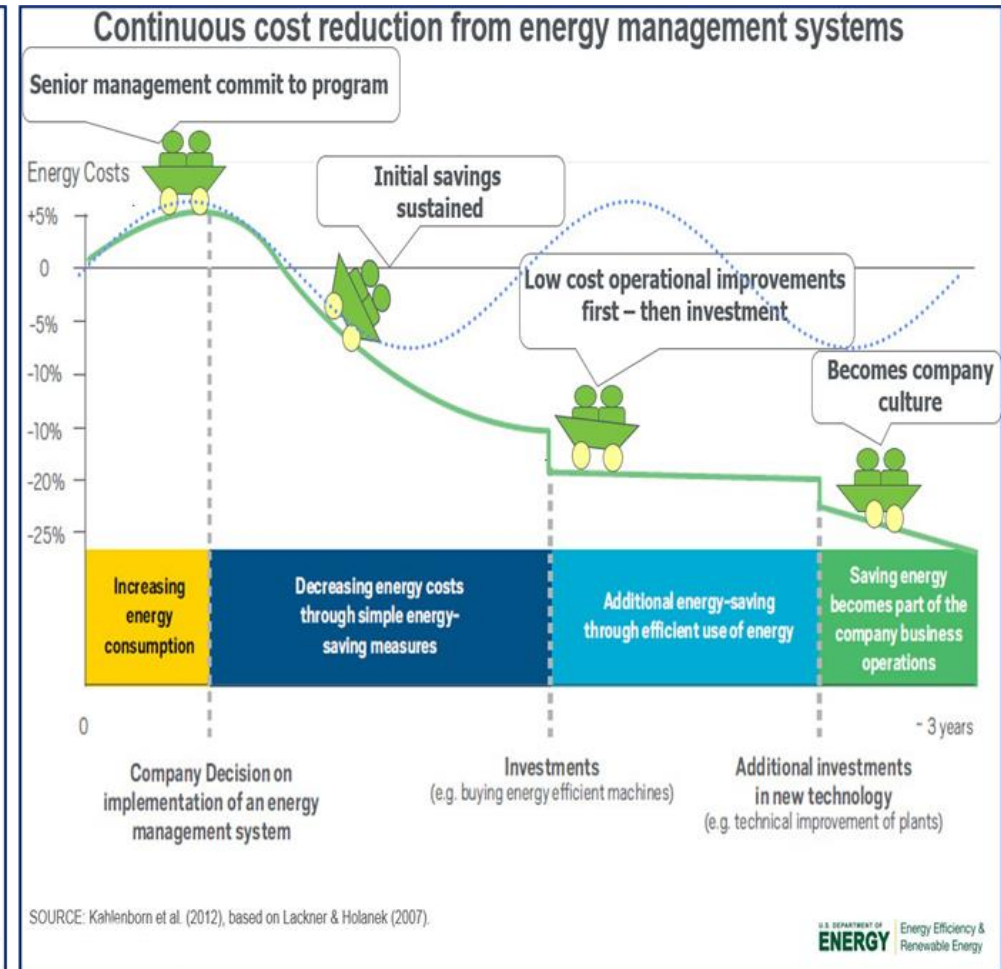 Continuous cost reduction from energy management systems
Senior management commit to program
Energy Costs
Initial savings
sustained
Low cost operational improvements
first – then investment
Becomes company
culture
+5%
0
-5%
-10%
-10%
-20%
-25%
Increasing
energy
consumption
Decreasing energy costs
through simple energy-
saving measures
Additional energy-saving
through efficient use of energy
Saving energy
becomes part of the
company business
operations
0
~ 3 years
Company Decision on
implementation of an energy
management system
Investments
(e.g. buying energy efficient machines)
Additional investments
in new technology
(e.g. technical improvement of plants)
SOURCE: Kahlenborn et al. (2012), based on Lackner & Holanek (2007).
U.S. DEPARTMENT OF
ENERGY
Energy Efficiency &
Renewable Energy